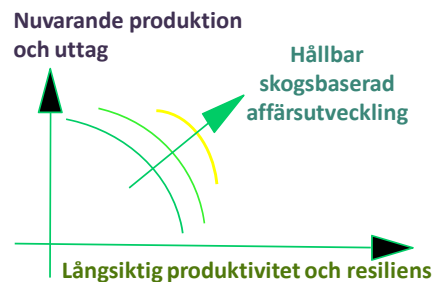 Nuvarande produktion
och uttag
Hållbar
skogsbaserad
affärsutveckling
Långsiktig produktivitet och resiliens